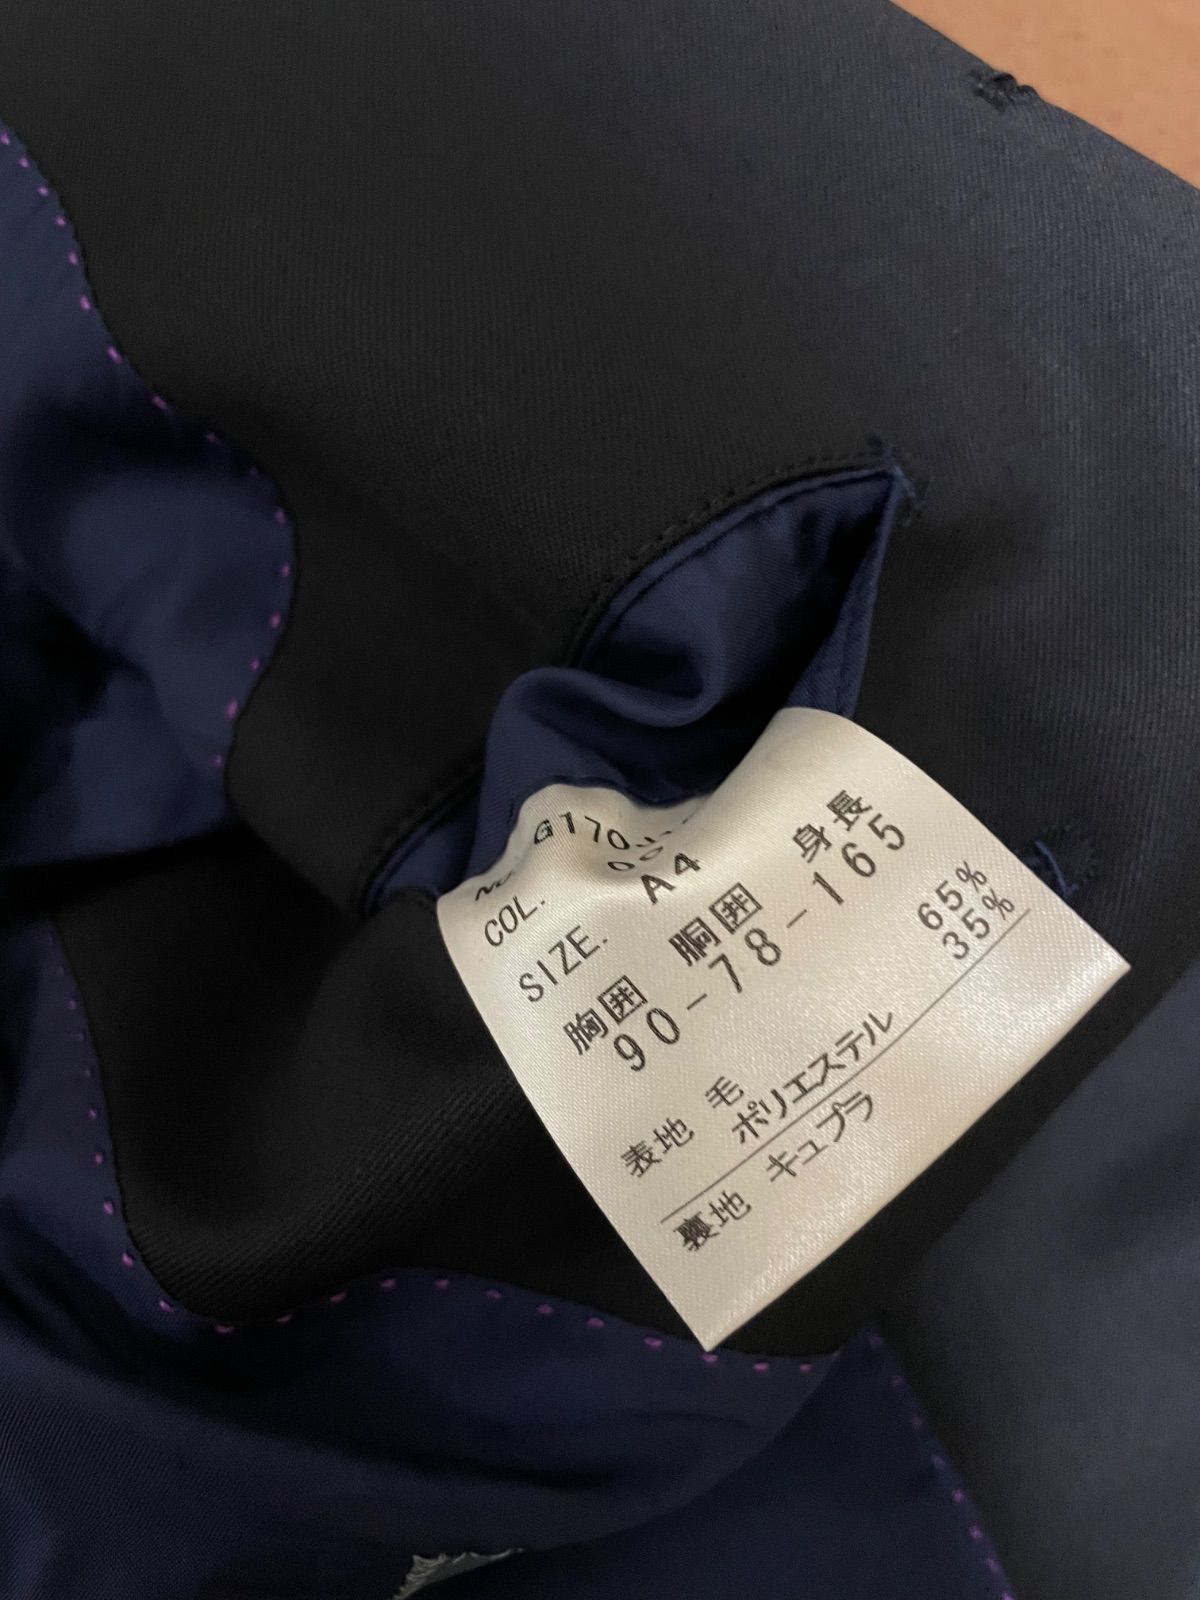 COL.
SIZE. A4
胸囲 胴囲 身長
90-78-165
表地 毛 65%
ポリエステル 35%
裏地 キュプラ